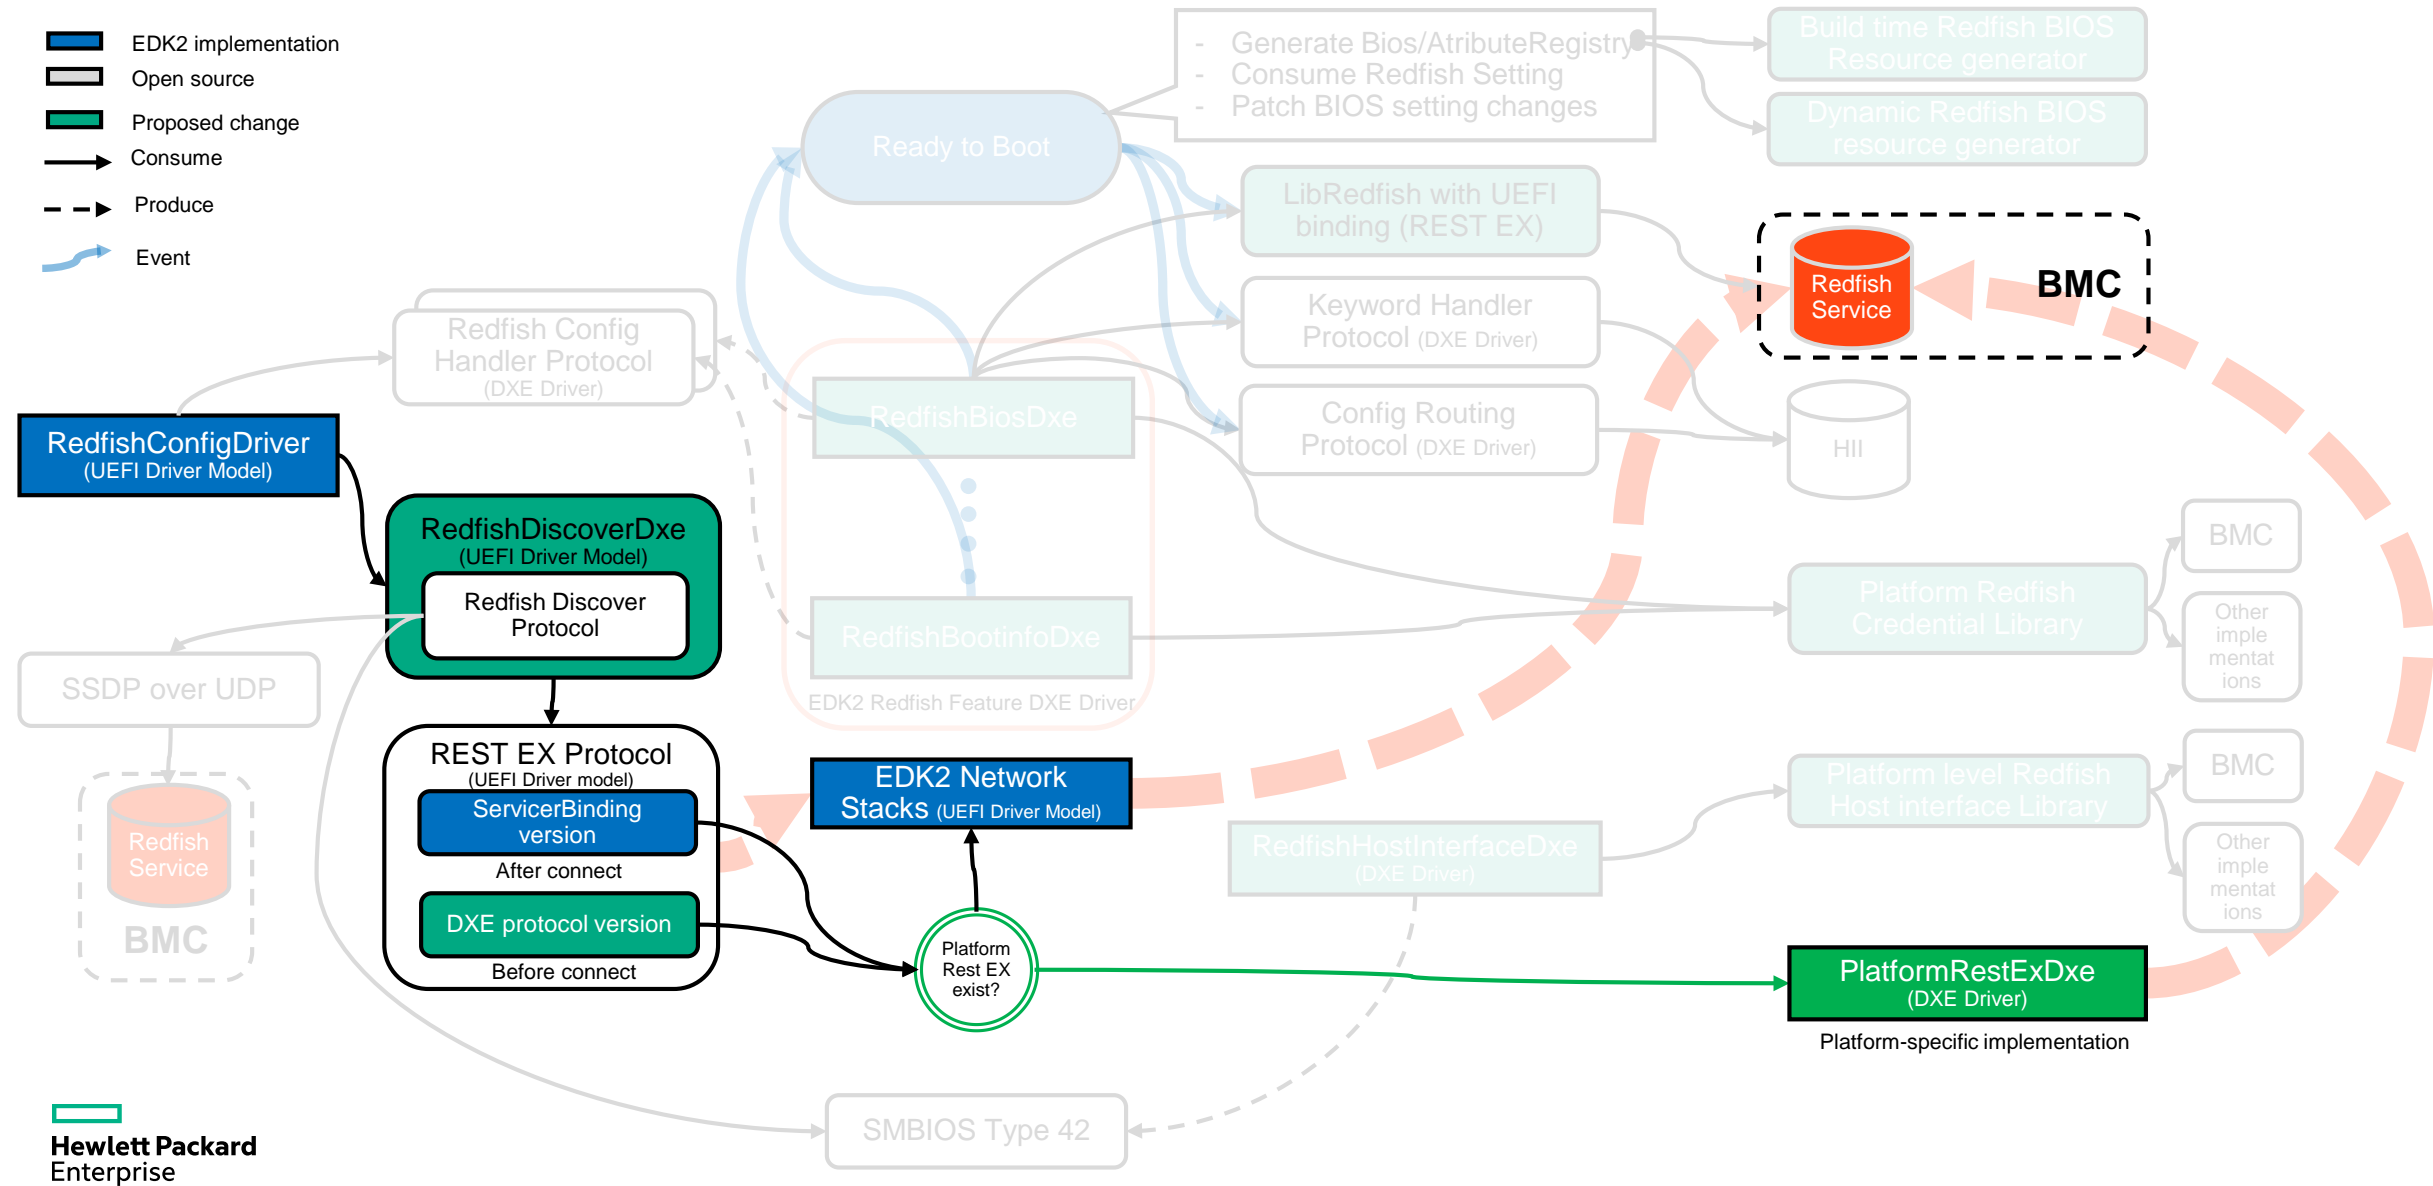 EDK2 implementation
Open source
Proposed change
Consume
Produce
Event
- Generate Bios/AtributeRegistry
- Consume Redfish Setting
- Patch BIOS setting changes
Build time Redfish BIOS
Resource generator
Dynamic Redfish BIOS
resource generator
Ready to Boot
LibRedfish with UEFI
binding (REST EX)
Redfish
Service
BMC
Keyword Handler
Protocol (DXE Driver)
Redfish Config
Handler Protocol
(DXE Driver)
RedfishBiosDxe
Config Routing
Protocol (DXE Driver)
HII
RedfishConfigDriver
(UEFI Driver Model)
RedfishDiscoverDxe
(UEFI Driver Model)
Redfish Discover
Protocol
BMC
Platform Redfish
Credential Library
Other
imple
mentat
ions
RedfishBootinfoDxe
EDK2 Redfish Feature DXE Driver
SSDP over UDP
Redfish
Service
BMC
REST EX Protocol
(UEFI Driver model)
ServicerBinding
version
After connect
DXE protocol version
Before connect
EDK2 Network
Stacks (UEFI Driver Model)
Platform level Redfish
Host interface Library
BMC
Other
imple
mentat
ions
RedfishHostInterfaceDxe
(DXE Driver)
Platform
Rest EX
exist?
PlatformRestExDxe
(DXE Driver)
Platform-specific implementation
SMBIOS Type 42
Hewlett Packard
Enterprise